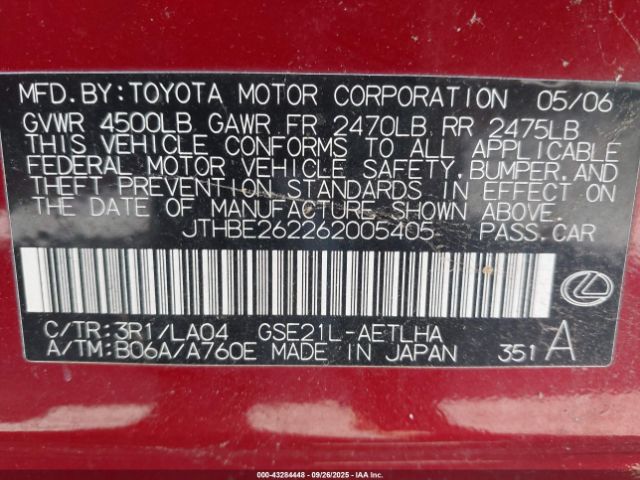 MFD.BY:TOYOTA MOTOR CORPORATION 05/06
GVWR 4500LB GAWR FR 2470LB RR 2475LB
THIS VEHICLE CONFORMS TO ALL APPLICABLE
FEDERAL MOTOR VEHICLE SAFETY, BUMPER, AND
THEFT PREVENTION STANDARDS IN EFFECT ON
THE DATE OF MANUFACTURE SHOWN ABOVE.
JTHBE262262005405 PASS.CAR
C/TR:3R1/LA04 GSE21L-AETLHA
A/TM:B06A/A760E MADE IN JAPAN 351 A
000-43284448 - 09/26/2025 - IAA Inc.